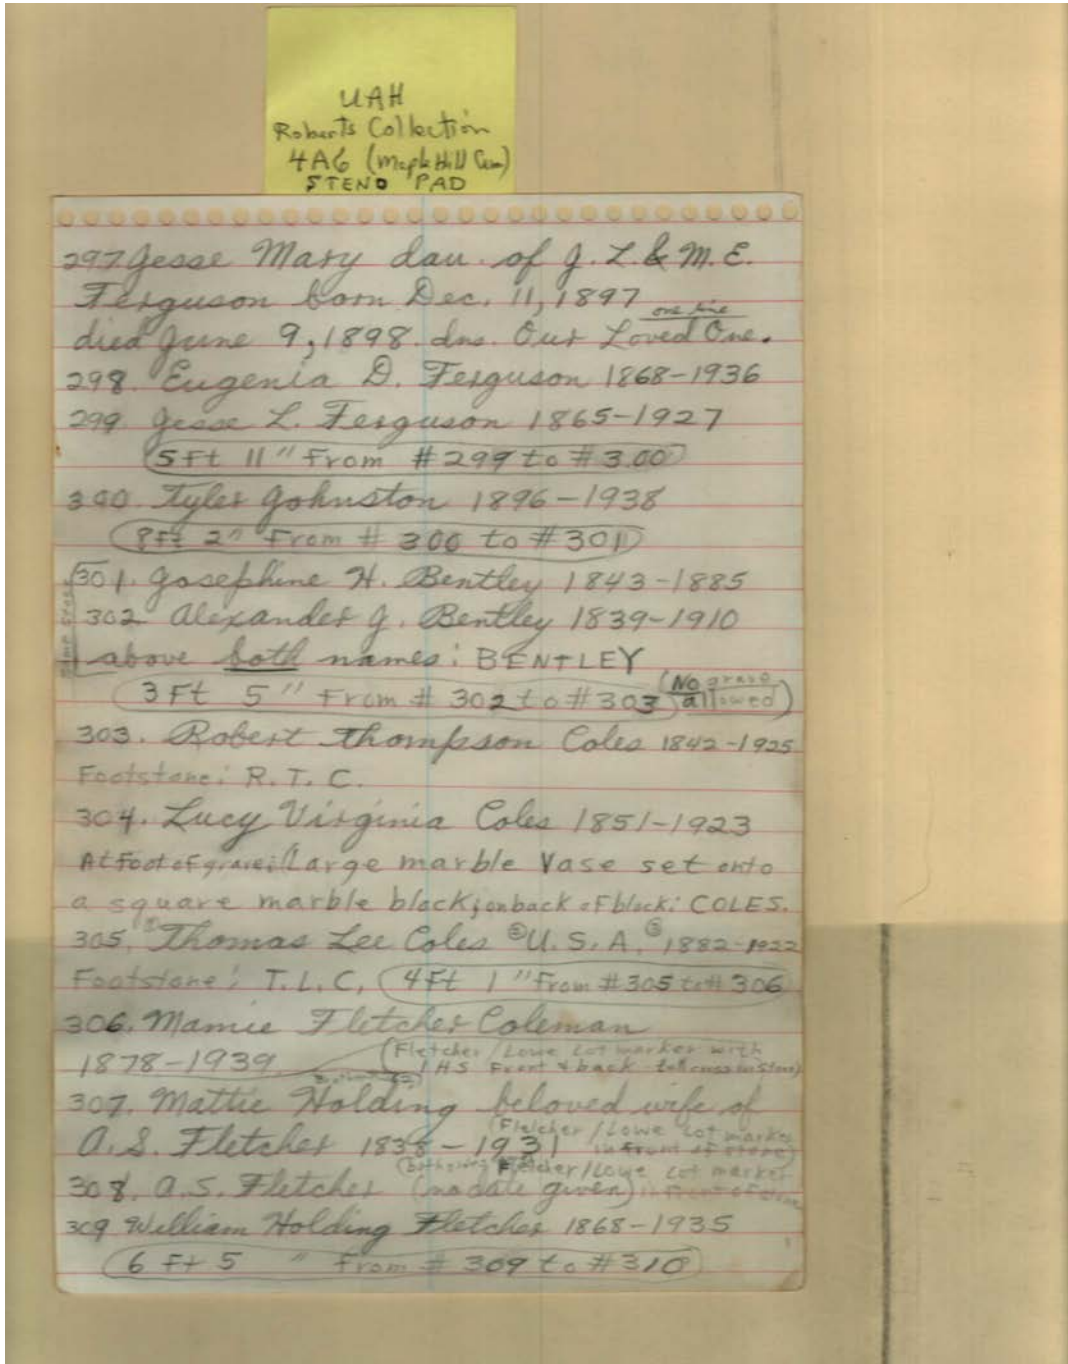 UAH
Roberts Collection
4A6 (Maple Hill Cem)
STENO PAD
297. Jesse Mary dau. of J. L. & M. E.
Ferguson born Dec. 11, 1897
one line
died June 9, 1898. dns. Our Loved One.
298. Eugenia D. Ferguson 1868-1936
299. Jesse L. Ferguson 1865-1927
5 Ft 11" From #299 to #300
300. Tyler Johnston 1896-1938
8 Ft 2" From # 300 to #301
301. Josephine H. Bentley 1843-1885
302 Alexander J. Bentley 1839-1910
same stone
above both names: BENTLEY
3 Ft 5" From # 302 to #303 (No grave
allowed)
303. Robert Thompson Coles 1842-1925
Footstone: R. T. C.
304. Lucy Virginia Coles 1851-1923
At foot of grave: Large marble Vase set onto
a square marble block; on back of block: COLES.
305. ① Thomas Lee Coles ② U. S. A. ③ 1882-1922
Footstone: T. L. C. 4 Ft 1" From #305 to # 306
306. Mamie Fletcher Coleman
1878-1939 (Fletcher/Lowe Lot marker with
IHS Front & back
307. Mattie Holding beloved wife of
(Fletcher/Lowe Lot marker
A. S. Fletcher 1838-1931 in front of stone)
Fletcher/Lowe Lot marker
308. A. S. Fletcher (no date given) in front of stone
309 William Holding Fletcher 1868-1935
6 Ft 5 " From # 309 to #310